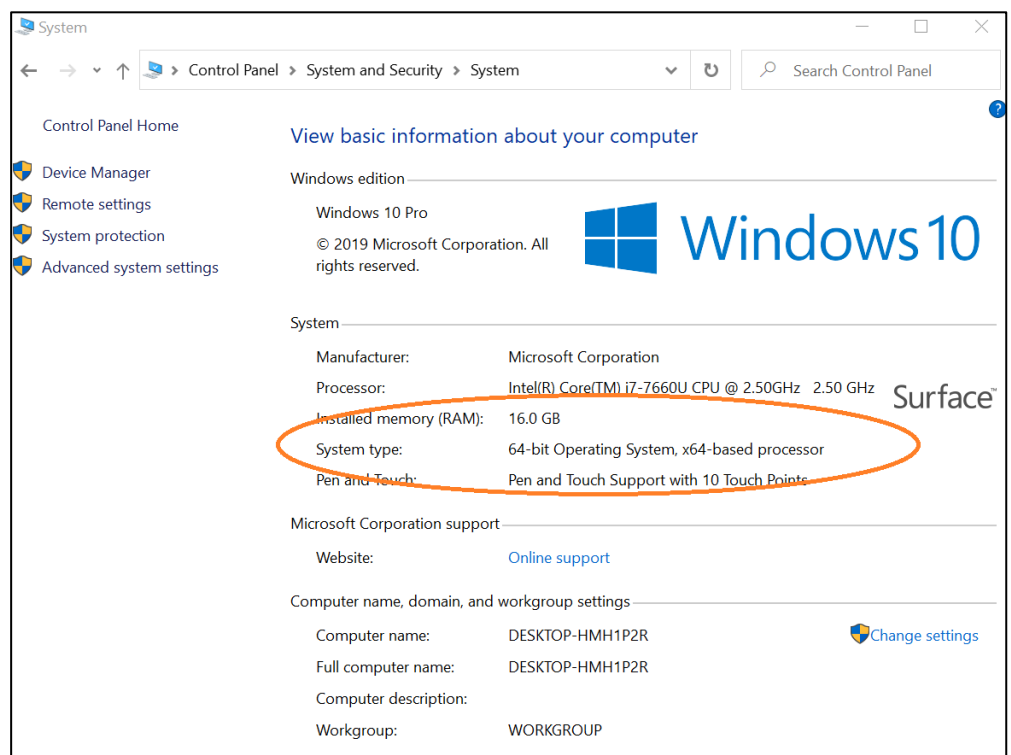 System
Control Panel > System and Security > System
Search Control Panel
?
Control Panel Home
Device Manager
Remote settings
System protection
Advanced system settings
View basic information about your computer
Windows edition
Windows 10 Pro
© 2019 Microsoft Corporation. All
rights reserved.
Windows 10
System
Manufacturer: Microsoft Corporation
Processor: Intel(R) Core(TM) i7-7660U CPU @ 2.50GHz 2.50 GHz
Surface™
Installed memory (RAM): 16.0 GB
System type: 64-bit Operating System, x64-based processor
Pen and Touch: Pen and Touch Support with 10 Touch Points
Microsoft Corporation support
Website: Online support
Computer name, domain, and workgroup settings
Computer name: DESKTOP-HMH1P2R
Change settings
Full computer name: DESKTOP-HMH1P2R
Computer description:
Workgroup: WORKGROUP